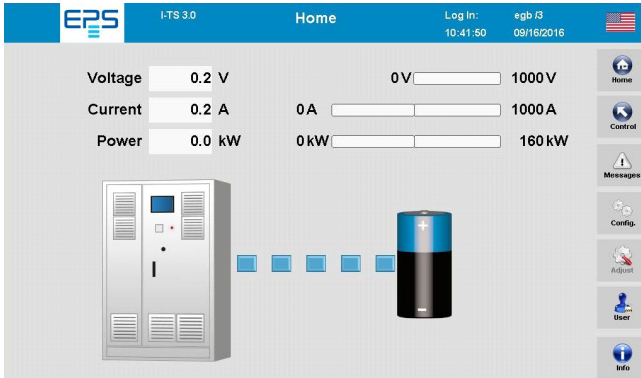 EPS
I-TS 3.0
Home
Log In: egb /3
10:41:50 09/16/2016
Voltage 0.2 V 0 V 1000 V
Current 0.2 A 0 A 1000 A
Power 0.0 kW 0 kW 160 kW
Home
Control
Messages
Config.
Adjust
User
Info
+
-